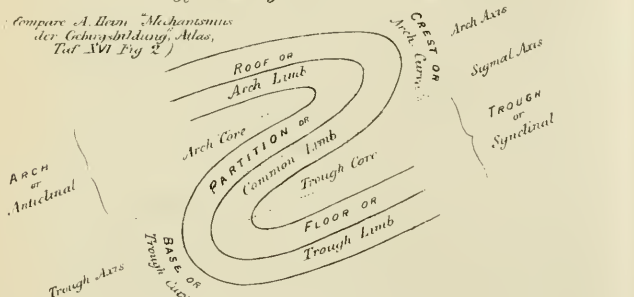 (Compare A. Heim "Mechanismus
der Gebirgsbildung", Atlas,
Taf. XVI Fig 2)
CREST OR
Arch Curve
Arch Axis
Sigmal Axis
ROOF OR
Arch Limb
TROUGH
or
Synclinal
Arch Core
PARTITION OR
Common Limb
Trough Core
ARCH
or
Anticlinal
FLOOR OR
Trough Limb
BASE OR
Trough
Trough Axis